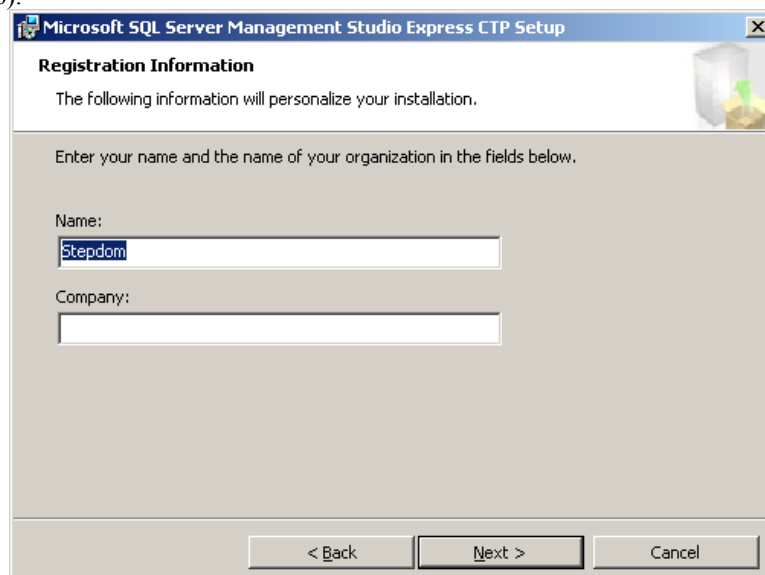 Microsoft SQL Server Management Studio Express CTP Setup
Registration Information
The following information will personalize your installation.
Enter your name and the name of your organization in the fields below.
Name:
Stepdom
Company:
< Back
Next >
Cancel